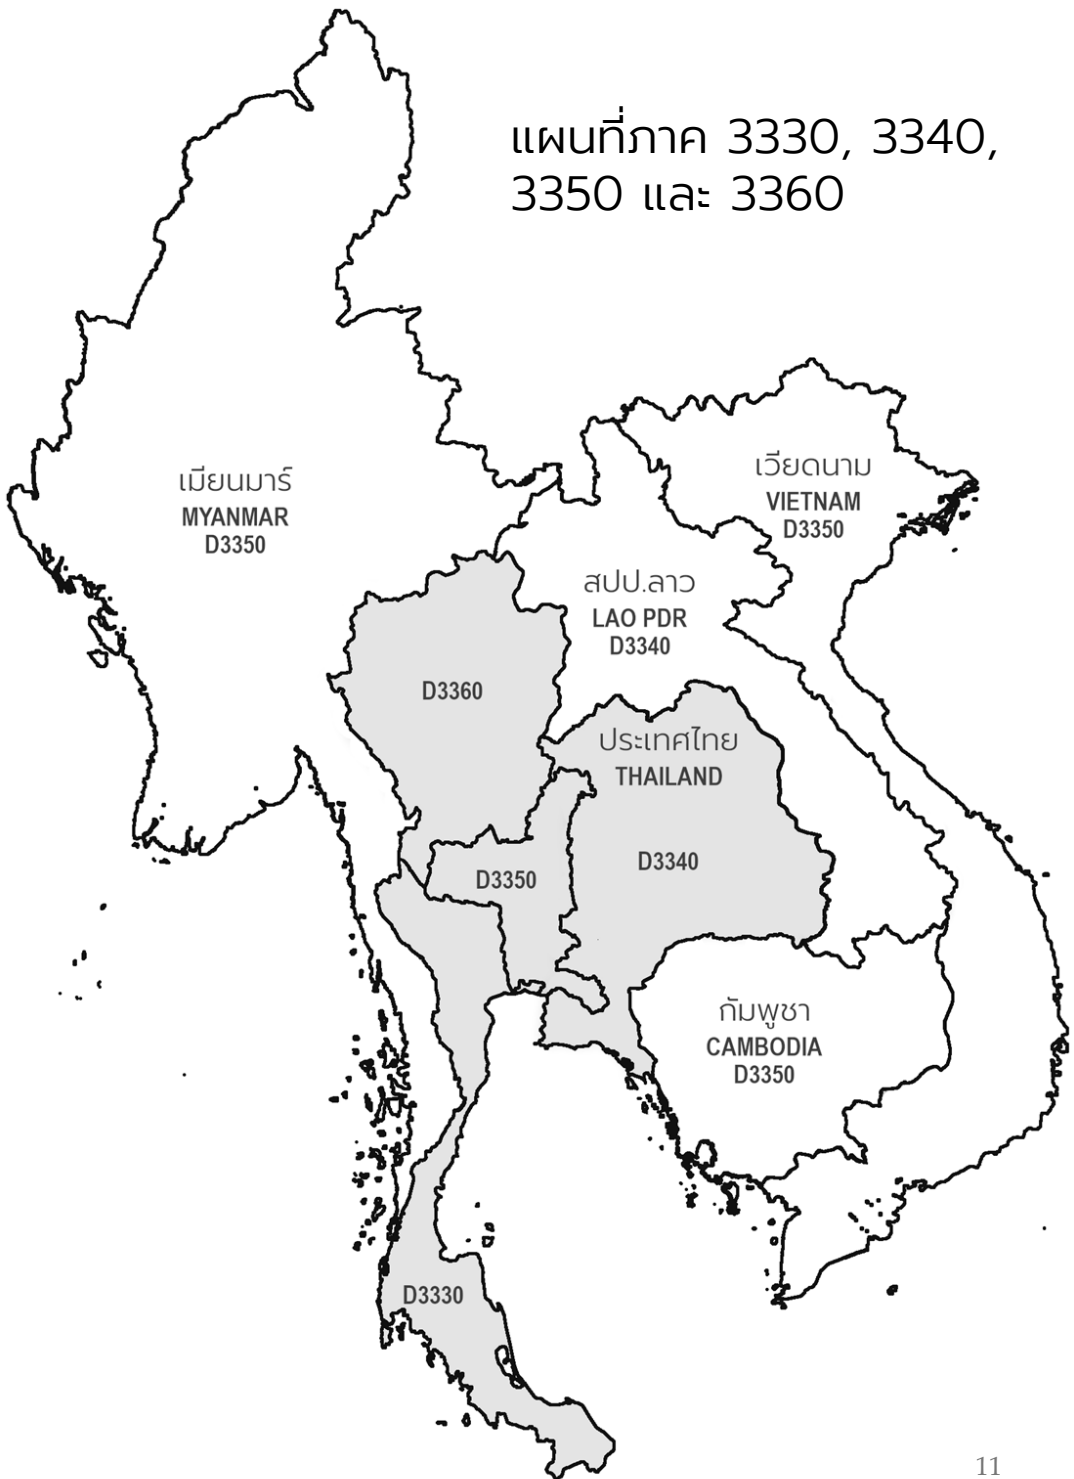 แผนที่ภาค 3330, 3340,
3350 และ 3360
เมียนมาร์
MYANMAR
D3350
เวียดนาม
VIETNAM
D3350
สปป.ลาว
LAO PDR
D3340
D3360
ประเทศไทย
THAILAND
D3340
D3350
กัมพูชา
CAMBODIA
D3350
D3330
11